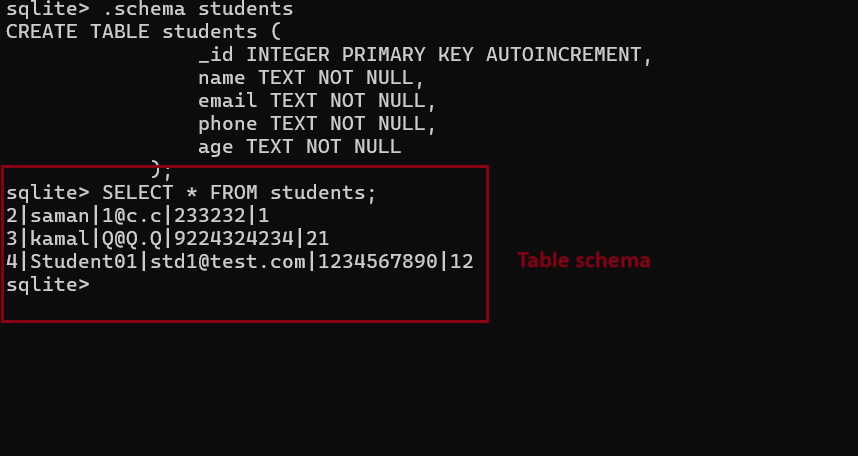 sqlite> .schema students
CREATE TABLE students (
                _id INTEGER PRIMARY KEY AUTOINCREMENT,
                name TEXT NOT NULL,
                email TEXT NOT NULL,
                phone TEXT NOT NULL,
                age TEXT NOT NULL
            );
sqlite> SELECT * FROM students;
2|saman|1@c.c|233232|1
3|kamal|Q@Q.Q|9224324234|21
4|Student01|std1@test.com|1234567890|12
sqlite>
Table schema